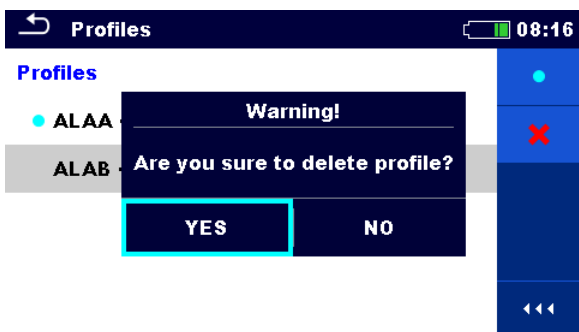 Profiles
08:16
Profiles
ALAA
ALAB
Warning!
Are you sure to delete profile?
YES
NO